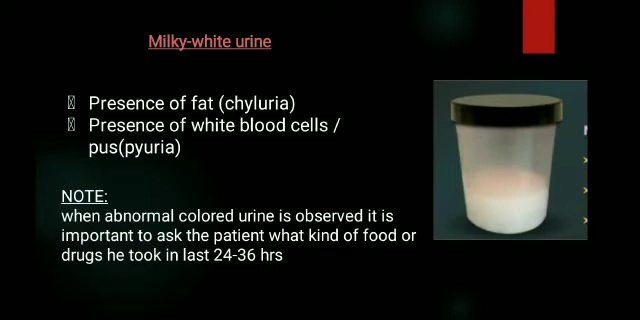 Milky-white urine
Presence of fat (chyluria)
Presence of white blood cells /
pus(pyuria)
NOTE:
when abnormal colored urine is observed it is
important to ask the patient what kind of food or
drugs he took in last 24-36 hrs